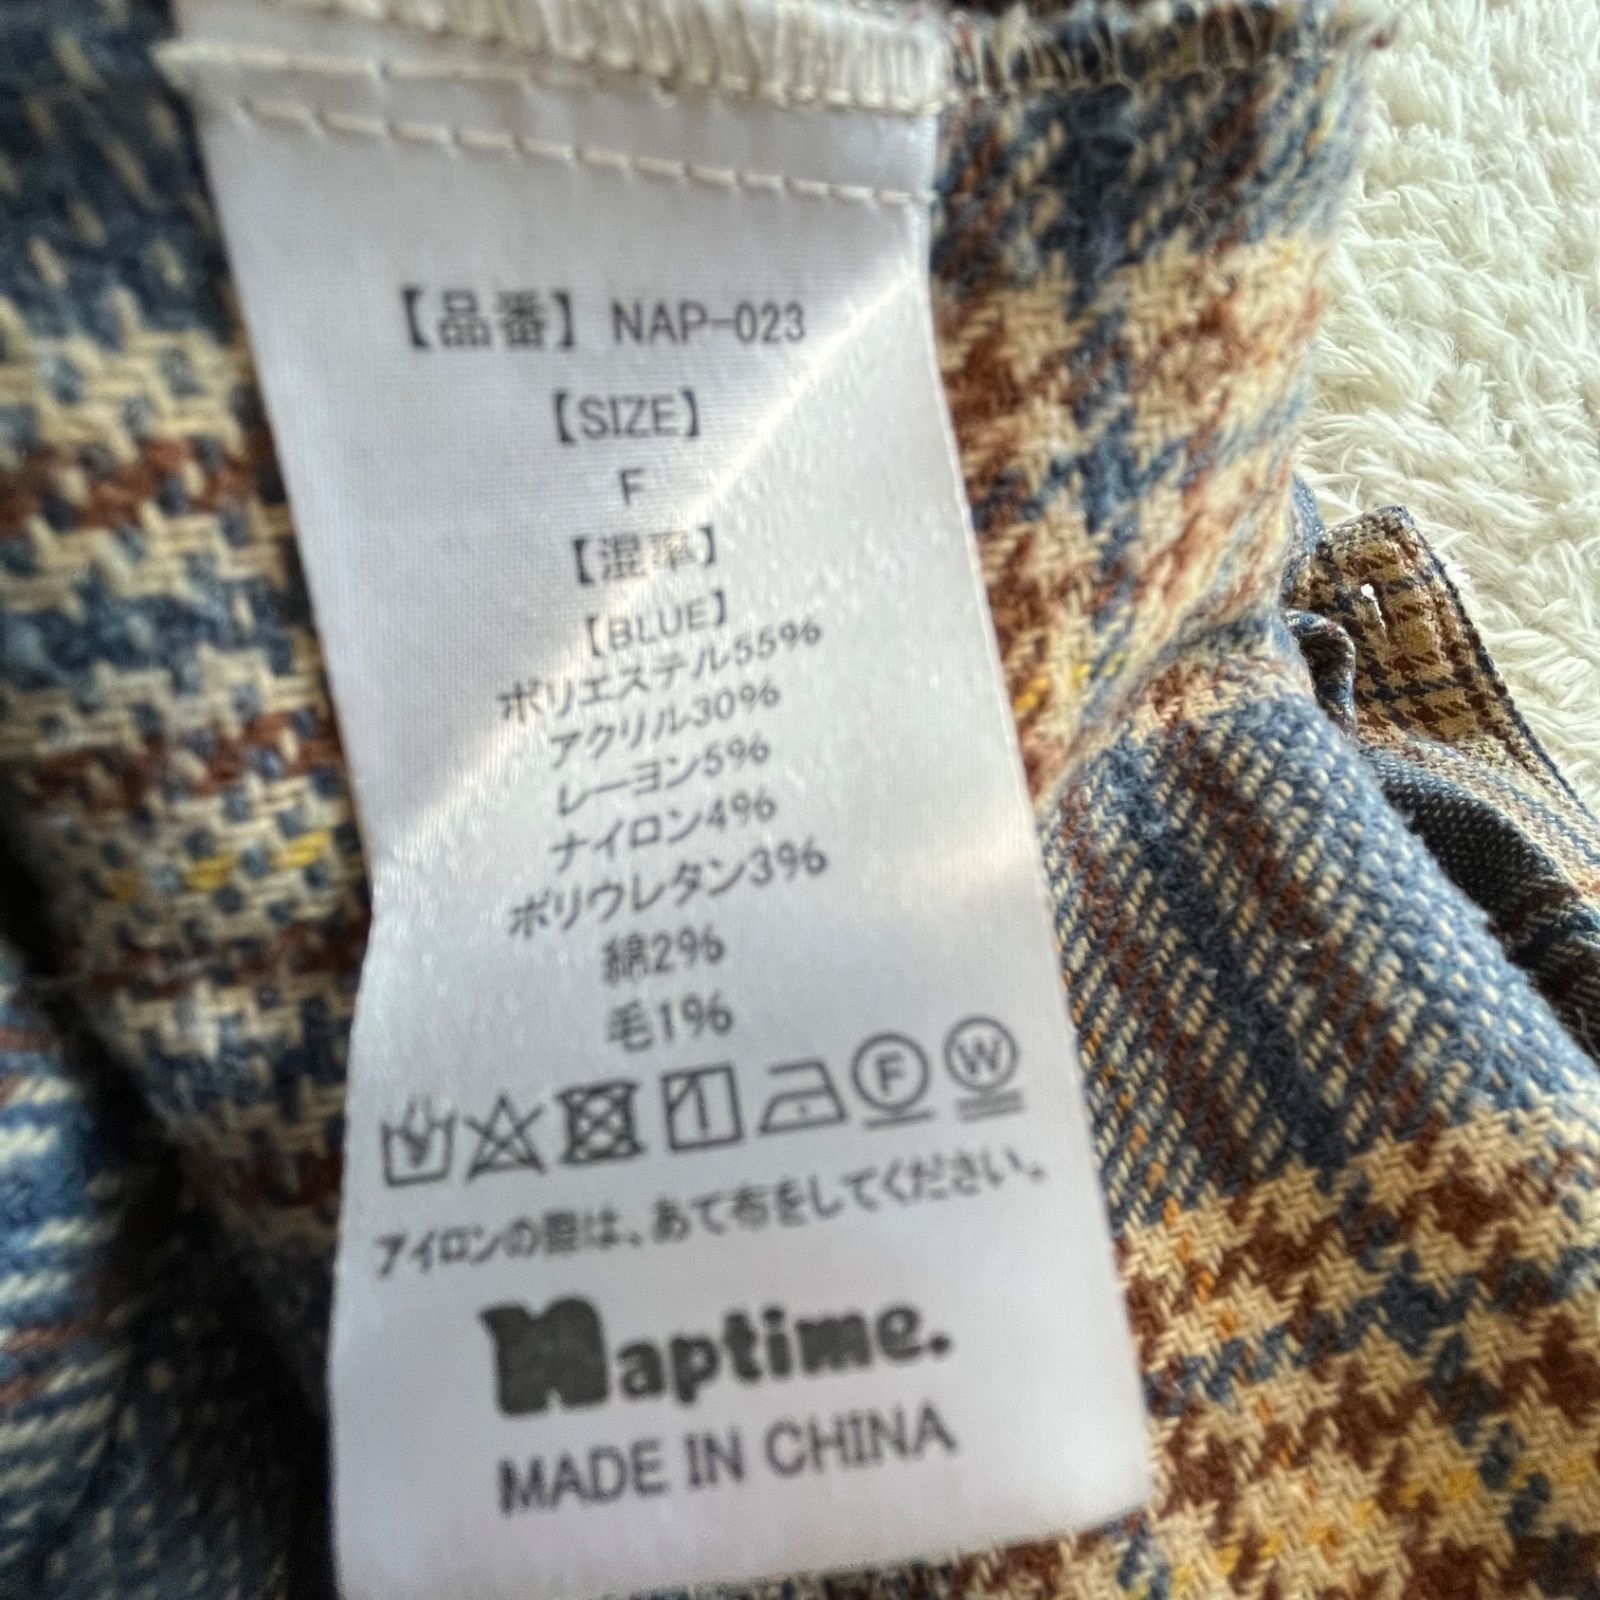 【品番】 NAP-023
【SIZE】
F
【混率】
【BLUE】
ポリエステル55%
アクリル30%
レーヨン5%
ナイロン4%
ポリウレタン3%
綿2%
毛1%
F W
アイロンの際は、あて布をしてください。
Naptime.
MADE IN CHINA